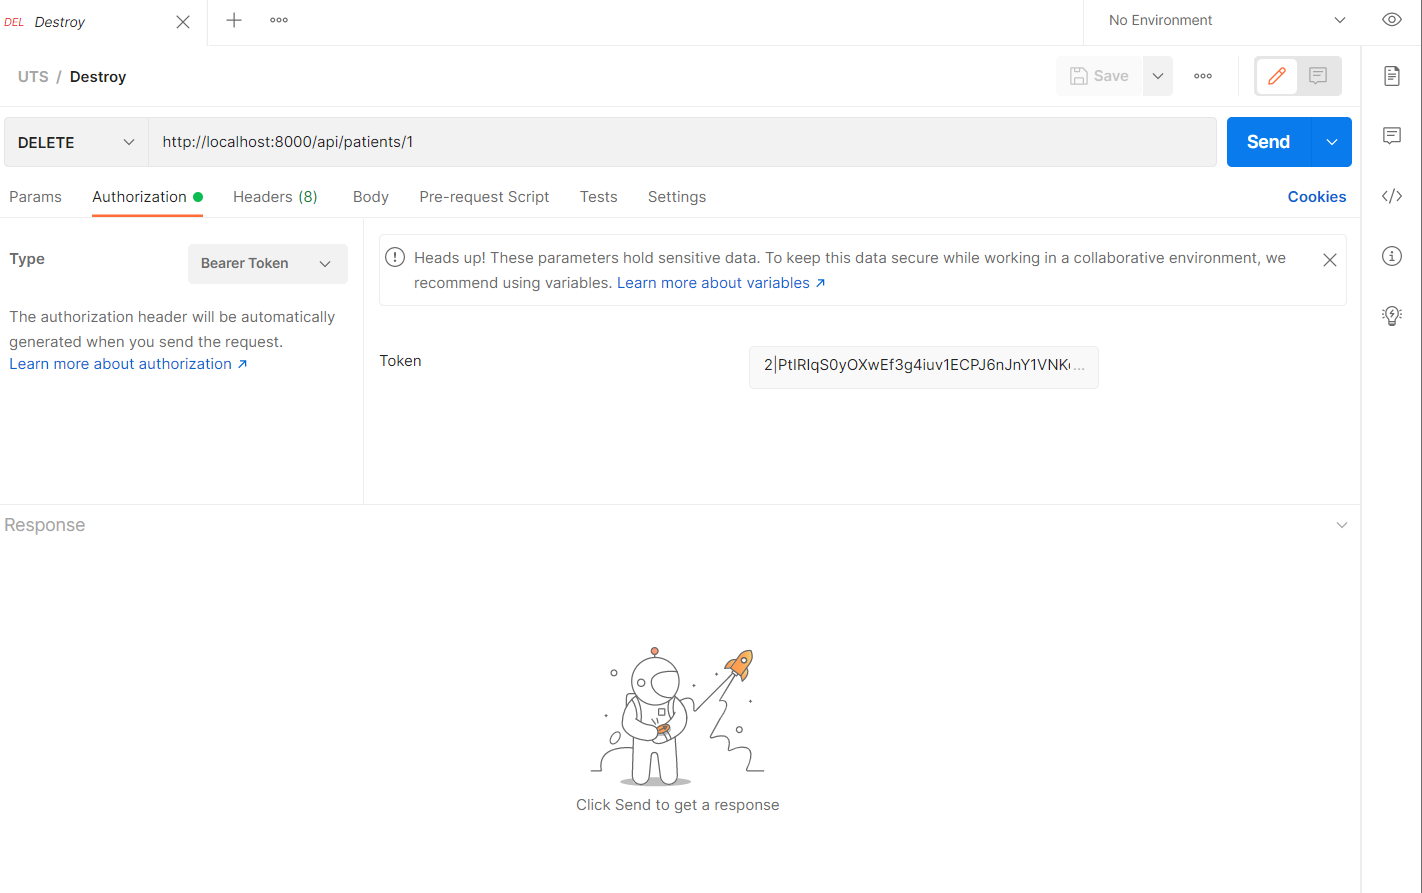 DEL Destroy
No Environment
UTS / Destroy
Save
DELETE
http://localhost:8000/api/patients/1
Send
Params
Authorization
Headers (8)
Body
Pre-request Script
Tests
Settings
Cookies
Type
Bearer Token
The authorization header will be automatically
generated when you send the request.
Learn more about authorization ↗
Heads up! These parameters hold sensitive data. To keep this data secure while working in a collaborative environment, we
recommend using variables. Learn more about variables ↗
Token
2|PtIRIqS0yOXwEf3g4iuv1ECPJ6nJnY1VNK...
Response
Click Send to get a response